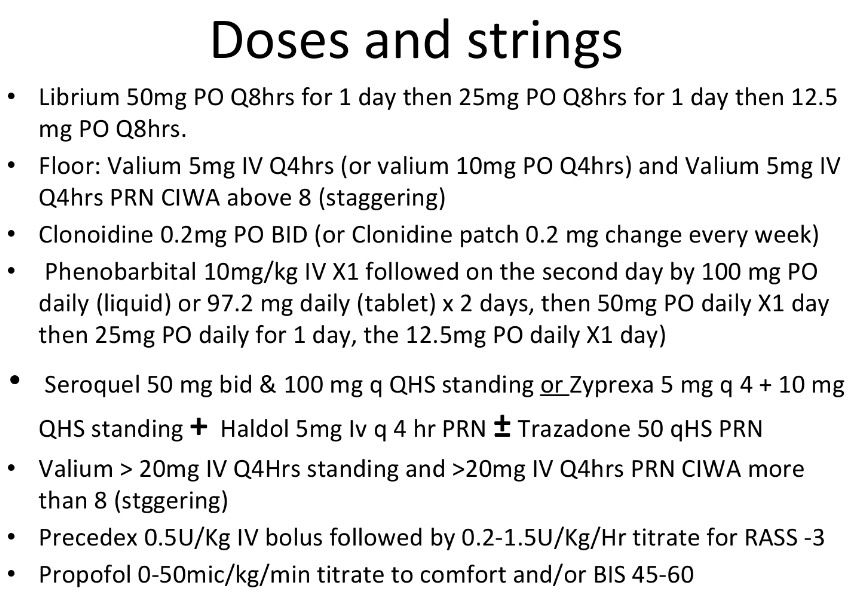 Doses and strings
• Librium 50mg PO Q8hrs for 1 day then 25mg PO Q8hrs for 1 day then 12.5
mg PO Q8hrs.
• Floor: Valium 5mg IV Q4hrs (or valium 10mg PO Q4hrs) and Valium 5mg IV
Q4hrs PRN CIWA above 8 (staggering)
• Clonoidine 0.2mg PO BID (or Clonidine patch 0.2 mg change every week)
• Phenobarbital 10mg/kg IV X1 followed on the second day by 100 mg PO
daily (liquid) or 97.2 mg daily (tablet) x 2 days, then 50mg PO daily X1 day
then 25mg PO daily for 1 day, the 12.5mg PO daily X1 day)
• Seroquel 50 mg bid & 100 mg q QHS standing or Zyprexa 5 mg q 4 + 10 mg
QHS standing + Haldol 5mg Iv q 4 hr PRN ± Trazadone 50 qHS PRN
• Valium > 20mg IV Q4Hrs standing and >20mg IV Q4hrs PRN CIWA more
than 8 (stggering)
• Precedex 0.5U/Kg IV bolus followed by 0.2-1.5U/Kg/Hr titrate for RASS -3
• Propofol 0-50mic/kg/min titrate to comfort and/or BIS 45-60